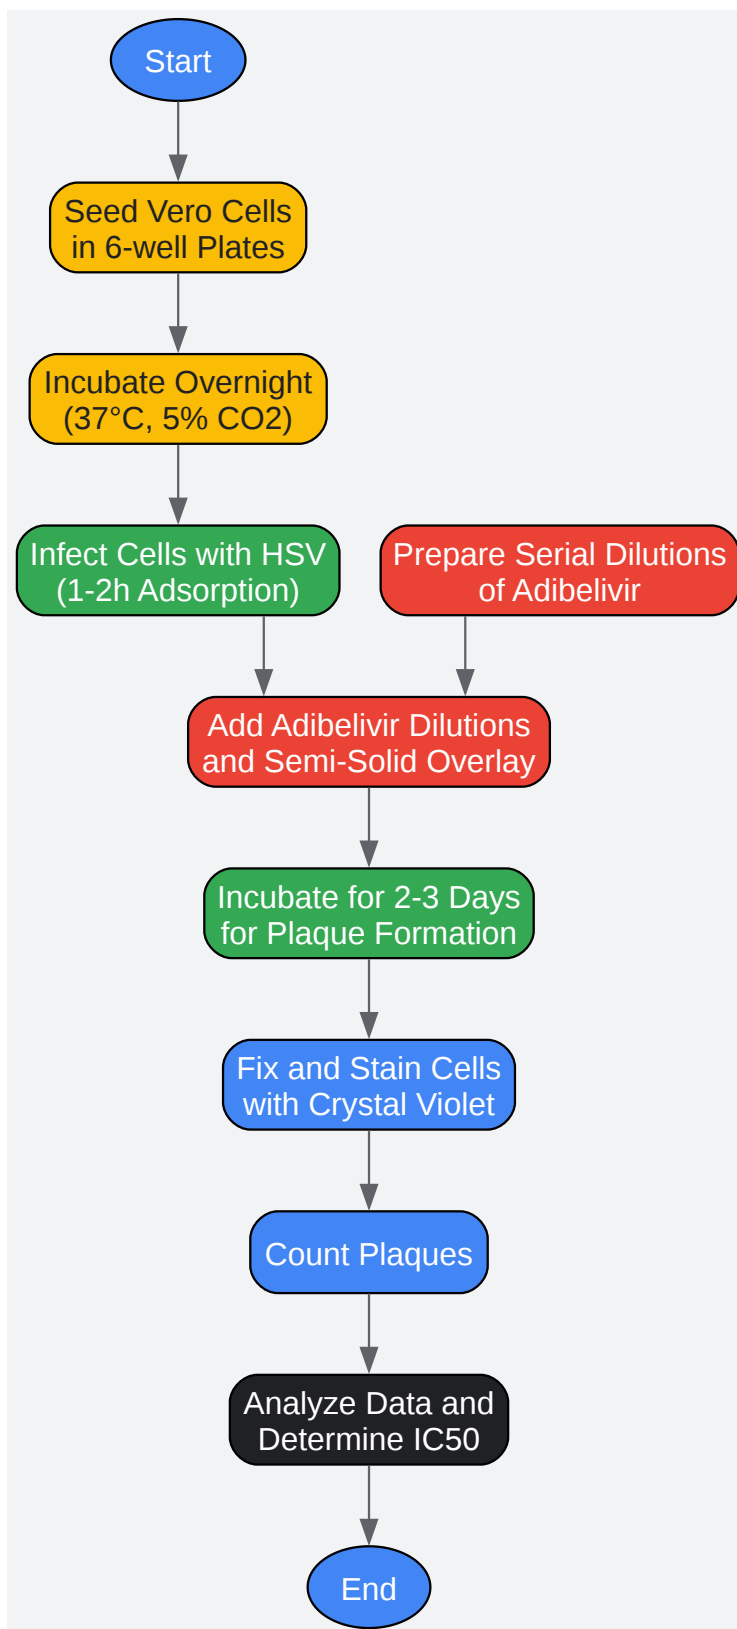 Start
Seed Vero Cells
in 6-well Plates
Incubate Overnight
(37°C, 5% CO2)
Infect Cells with HSV
(1-2h Adsorption)
Prepare Serial Dilutions
of Adibelivir
Add Adibelivir Dilutions
and Semi-Solid Overlay
Incubate for 2-3 Days
for Plaque Formation
Fix and Stain Cells
with Crystal Violet
Count Plaques
Analyze Data and
Determine IC50
End